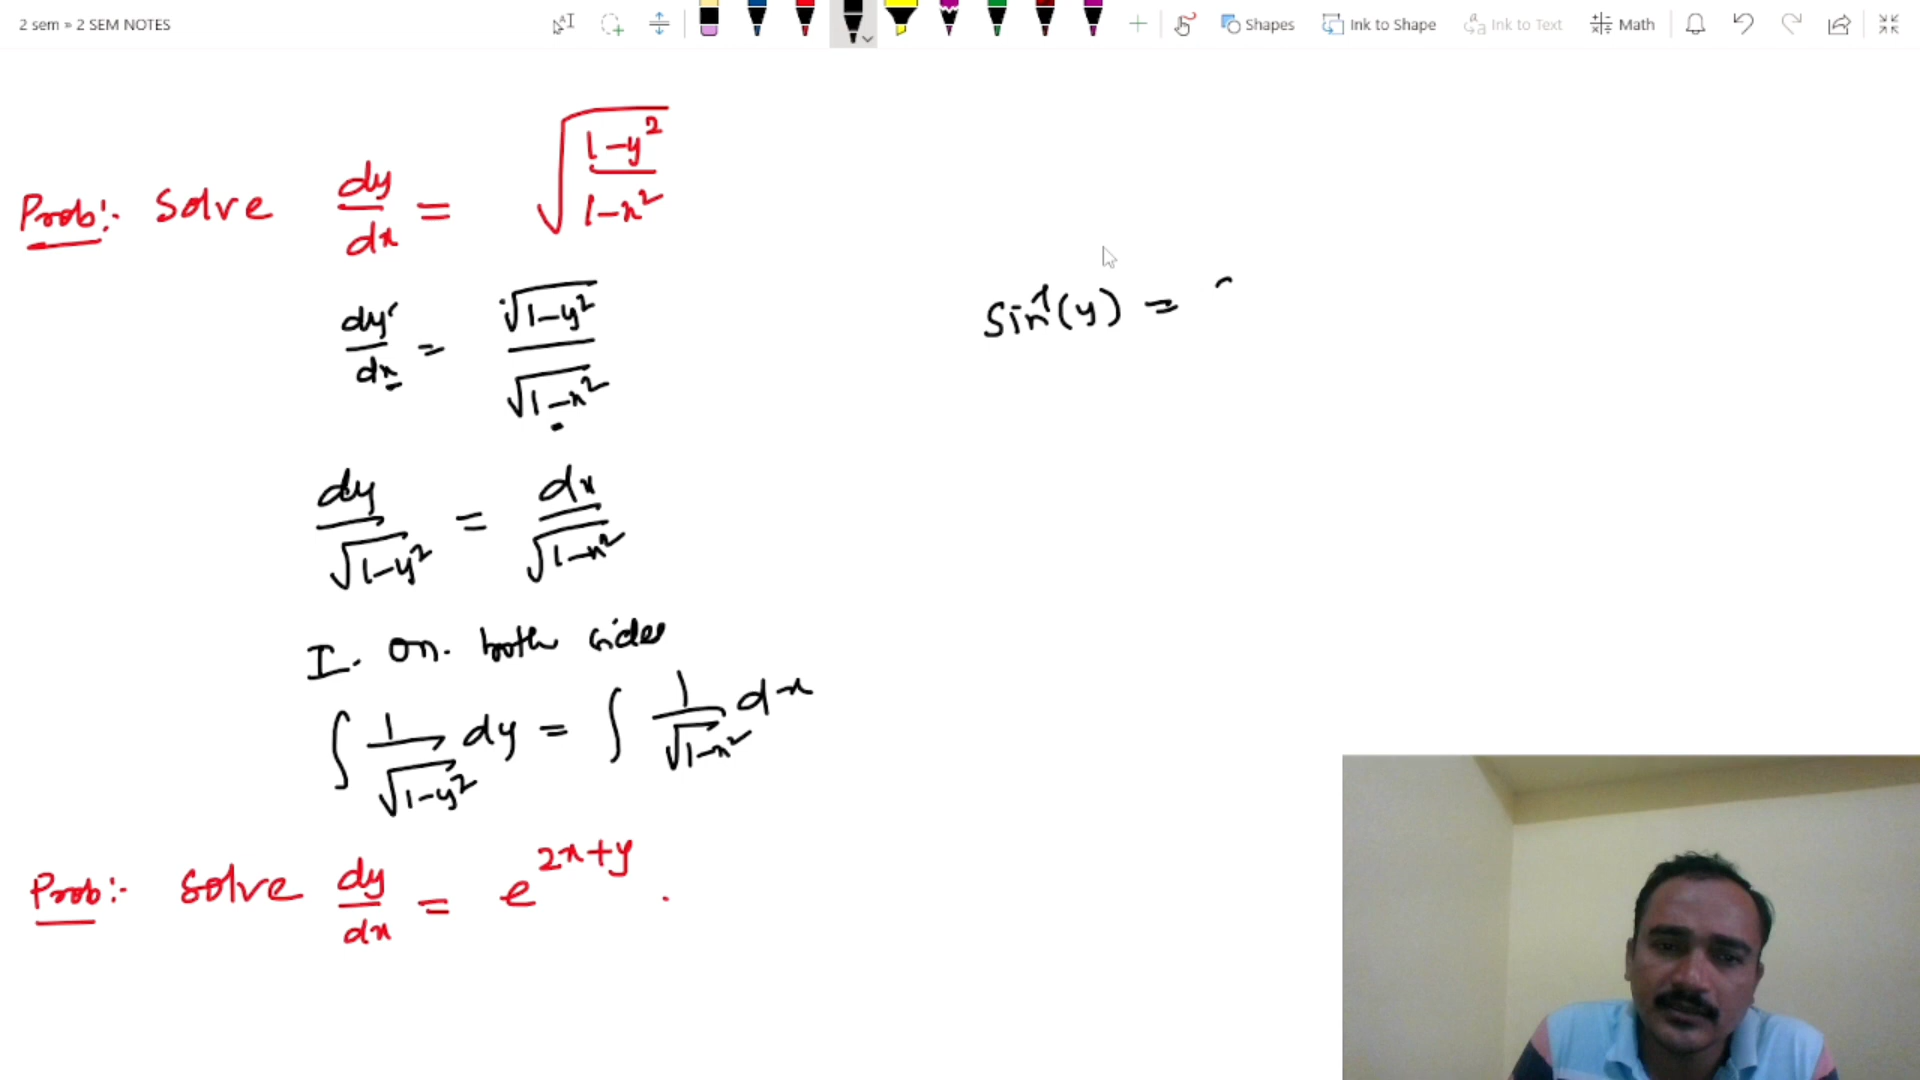 2 sem » 2 SEM NOTES
Shapes
Ink to Shape
Ink to Text
Math
Prob:- Solve dy/dx = √((1-y²)/(1-x²))
dy/dx = √(1-y²)/√(1-x²)
dy/√(1-y²) = dx/√(1-x²)
I. on. both sides
∫ 1/√(1-y²) dy = ∫ 1/√(1-x²) dx
Prob:- Solve dy/dx = e^(2x+y) .
Sin⁻¹(y) =